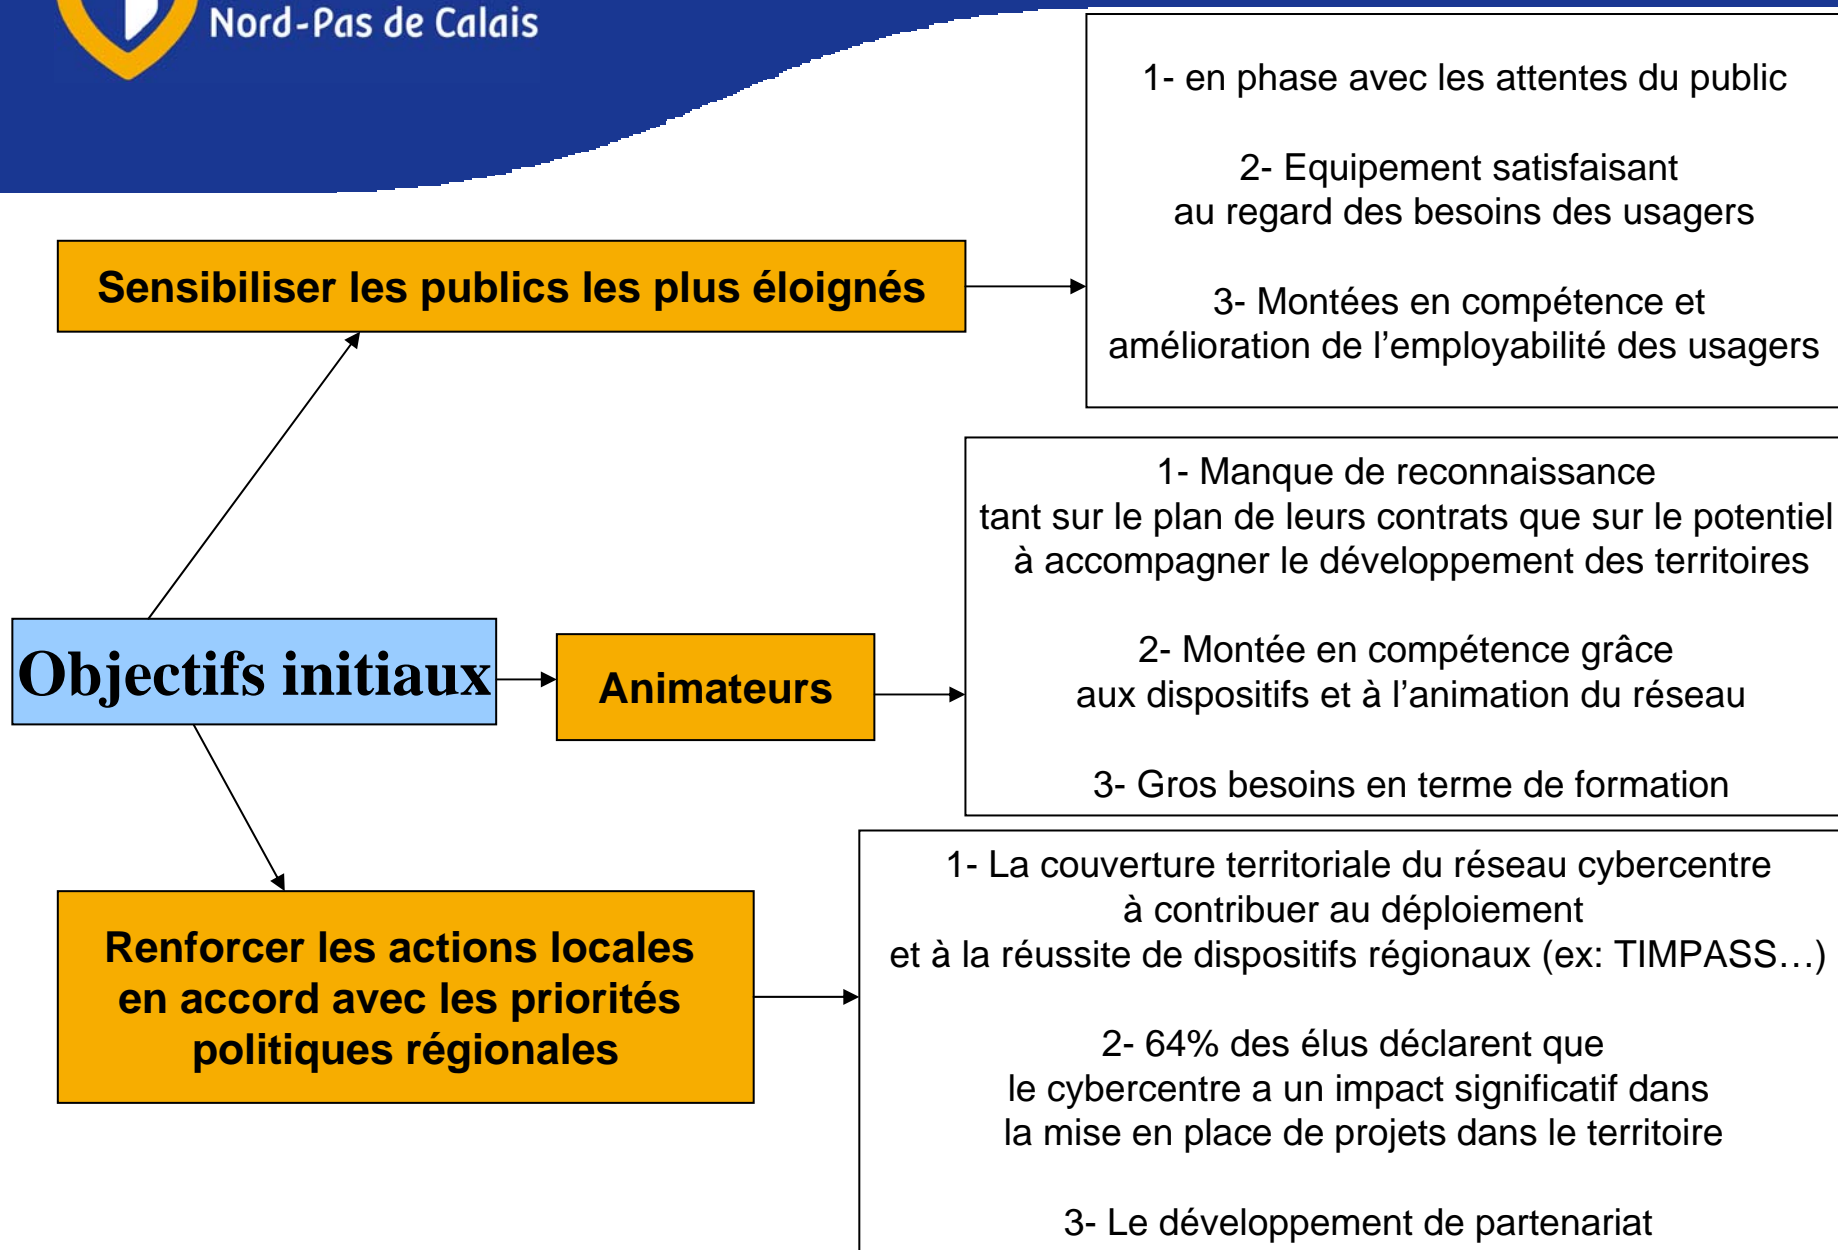 Nord-Pas de Calais
1- en phase avec les attentes du public
2- Equipement satisfaisant
au regard des besoins des usagers
3- Montées en compétence et
amélioration de l’employabilité des usagers
Sensibiliser les publics les plus éloignés
1- Manque de reconnaissance
tant sur le plan de leurs contrats que sur le potentiel
à accompagner le développement des territoires
2- Montée en compétence grâce
aux dispositifs et à l’animation du réseau
3- Gros besoins en terme de formation
Objectifs initiaux
Animateurs
Renforcer les actions locales
en accord avec les priorités
politiques régionales
1- La couverture territoriale du réseau cybercentre
à contribuer au déploiement
et à la réussite de dispositifs régionaux (ex: TIMPASS…)
2- 64% des élus déclarent que
le cybercentre a un impact significatif dans
la mise en place de projets dans le territoire
3- Le développement de partenariat